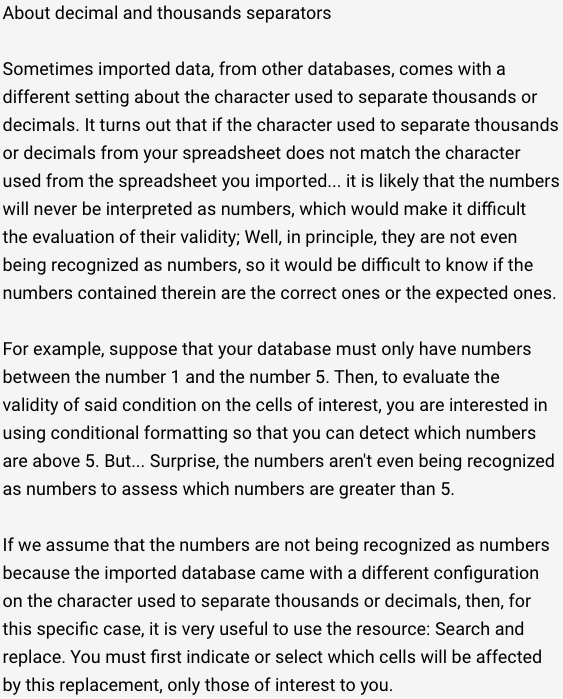 About decimal and thousands separators
Sometimes imported data, from other databases, comes with a
different setting about the character used to separate thousands or
decimals. It turns out that if the character used to separate thousands
or decimals from your spreadsheet does not match the character
used from the spreadsheet you imported... it is likely that the numbers
will never be interpreted as numbers, which would make it difficult
the evaluation of their validity; Well, in principle, they are not even
being recognized as numbers, so it would be difficult to know if the
numbers contained therein are the correct ones or the expected ones.
For example, suppose that your database must only have numbers
between the number 1 and the number 5. Then, to evaluate the
validity of said condition on the cells of interest, you are interested in
using conditional formatting so that you can detect which numbers
are above 5. But... Surprise, the numbers aren't even being recognized
as numbers to assess which numbers are greater than 5.
If we assume that the numbers are not being recognized as numbers
because the imported database came with a different configuration
on the character used to separate thousands or decimals, then, for
this specific case, it is very useful to use the resource: Search and
replace. You must first indicate or select which cells will be affected
by this replacement, only those of interest to you.